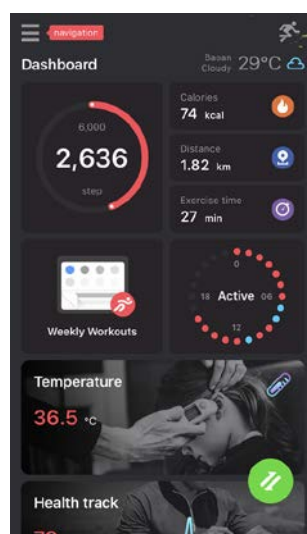 navigation
Dashboard
Baoan
Cloudy
29°C
6,000
2,636
step
Calories
74 kcal
Distance
1.82 km
Exercise time
27 min
Weekly Workouts
0
18 Active 06
12
Temperature
36.5 °C
Health track